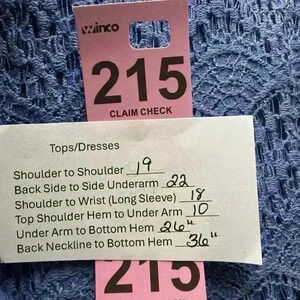 winco
215
CLAIM CHECK
Tops/Dresses
Shoulder to Shoulder 19
Back Side to Side Underarm 22
Shoulder to Wrist (Long Sleeve) 18
Top Shoulder Hem to Under Arm 10
Under Arm to Bottom Hem 26"
Back Neckline to Bottom Hem 36"
215